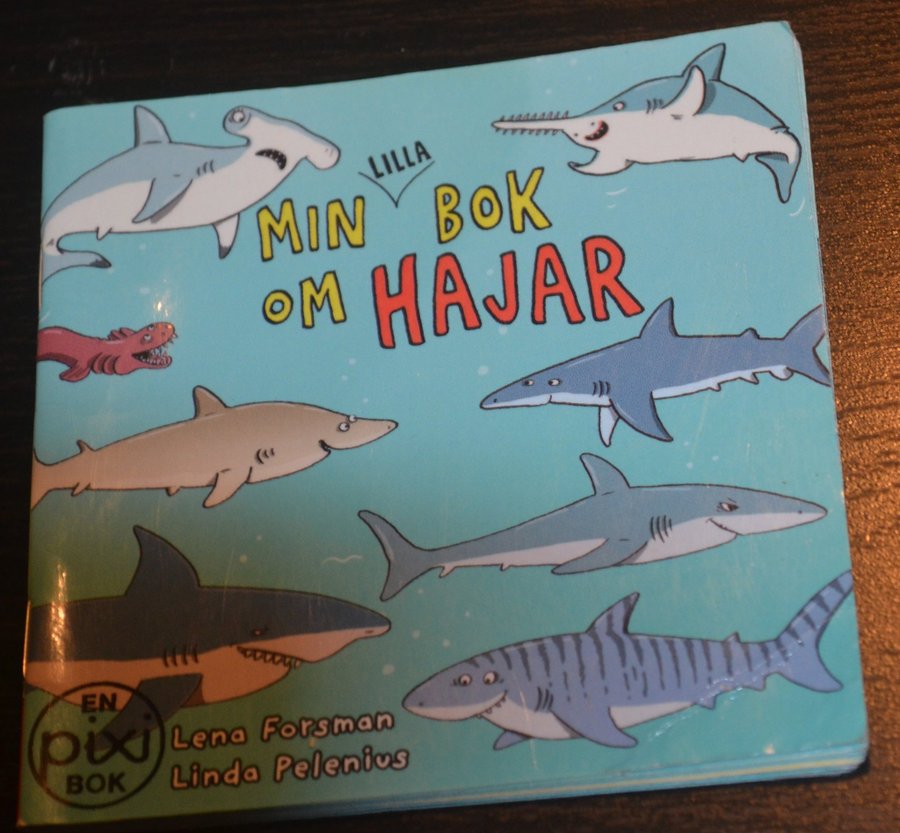 LILLA
MIN BOK
OM HAJAR
EN
pixi
BOK
Lena Forsman
Linda Pelenius